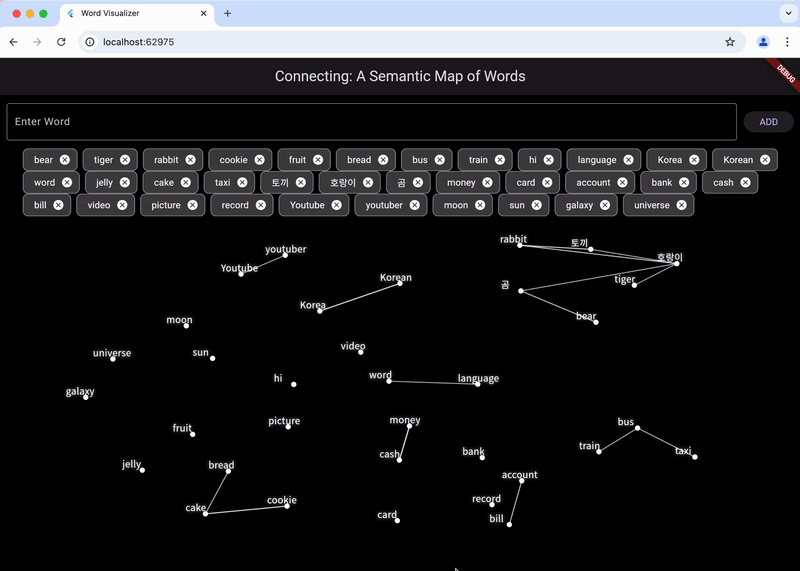 Word Visualizer
localhost:62975
Connecting: A Semantic Map of Words
DEBUG
Enter Word
ADD
bear tiger rabbit cookie fruit bread bus train hi language Korea Korean
word jelly cake taxi 토끼 호랑이 곰 money card account bank cash
bill video picture record Youtube youtuber moon sun galaxy universe
rabbit 토끼
youtuber
호랑이
Youtube
Korean
tiger
곰
Korea
bear
moon
video
universe sun
word language
hi
galaxy
picture money
bus
fruit
train
cash bank taxi
jelly bread
account
cookie record
cake
card bill